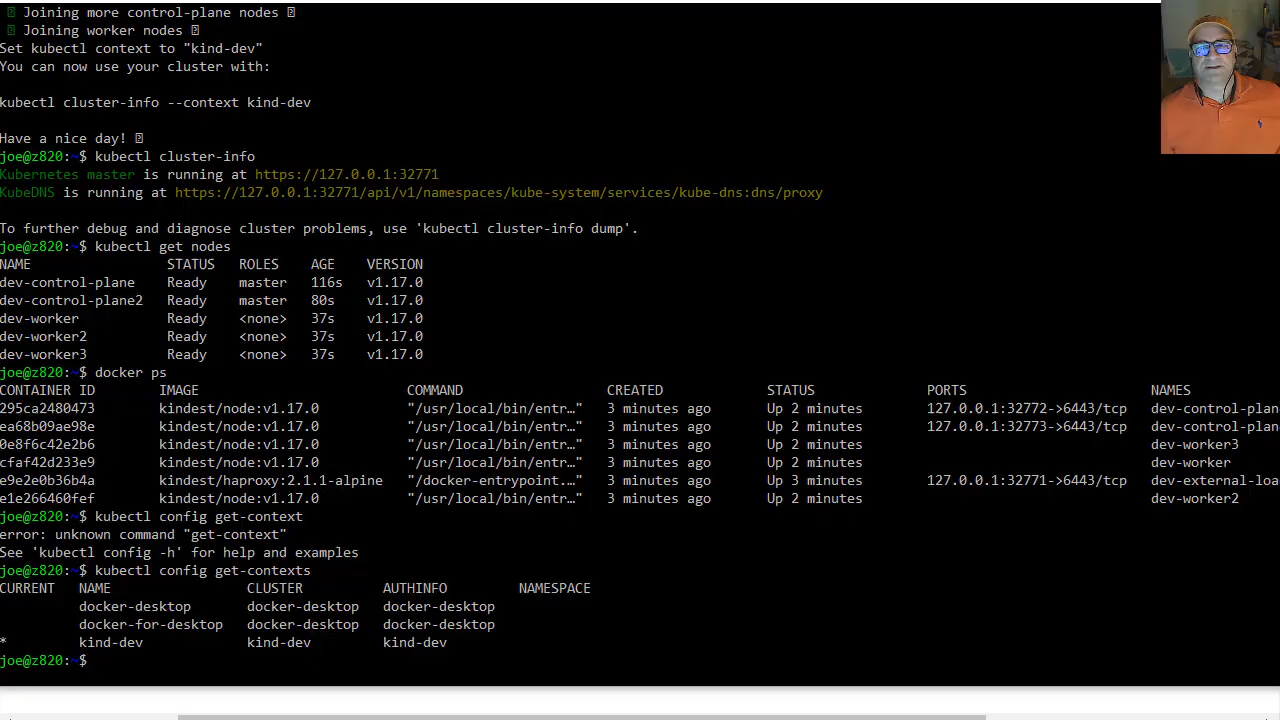 Joining more control-plane nodes
Joining worker nodes
Set kubectl context to "kind-dev"
You can now use your cluster with:
kubectl cluster-info --context kind-dev
Have a nice day!
joe@z820:~$ kubectl cluster-info
Kubernetes master is running at https://127.0.0.1:32771
KubeDNS is running at https://127.0.0.1:32771/api/v1/namespaces/kube-system/services/kube-dns:dns/proxy
To further debug and diagnose cluster problems, use 'kubectl cluster-info dump'.
joe@z820:~$ kubectl get nodes
NAME STATUS ROLES AGE VERSION
dev-control-plane Ready master 116s v1.17.0
dev-control-plane2 Ready master 80s v1.17.0
dev-worker Ready <none> 37s v1.17.0
dev-worker2 Ready <none> 37s v1.17.0
dev-worker3 Ready <none> 37s v1.17.0
joe@z820:~$ docker ps
CONTAINER ID IMAGE COMMAND CREATED STATUS PORTS NAMES
295ca2480473 kindest/node:v1.17.0 "/usr/local/bin/entr…" 3 minutes ago Up 2 minutes 127.0.0.1:32772->6443/tcp dev-control-plan
ea68b09ae98e kindest/node:v1.17.0 "/usr/local/bin/entr…" 3 minutes ago Up 2 minutes 127.0.0.1:32773->6443/tcp dev-control-plan
0e8f6c42e2b6 kindest/node:v1.17.0 "/usr/local/bin/entr…" 3 minutes ago Up 2 minutes dev-worker3
cfaf42d233e9 kindest/node:v1.17.0 "/usr/local/bin/entr…" 3 minutes ago Up 2 minutes dev-worker
e9e2e0b36b4a kindest/haproxy:2.1.1-alpine "/docker-entrypoint.…" 3 minutes ago Up 3 minutes 127.0.0.1:32771->6443/tcp dev-external-loa
e1e266460fef kindest/node:v1.17.0 "/usr/local/bin/entr…" 3 minutes ago Up 2 minutes dev-worker2
joe@z820:~$ kubectl config get-context
error: unknown command "get-context"
See 'kubectl config -h' for help and examples
joe@z820:~$ kubectl config get-contexts
CURRENT NAME CLUSTER AUTHINFO NAMESPACE
docker-desktop docker-desktop docker-desktop
docker-for-desktop docker-desktop docker-desktop
* kind-dev kind-dev kind-dev
joe@z820:~$